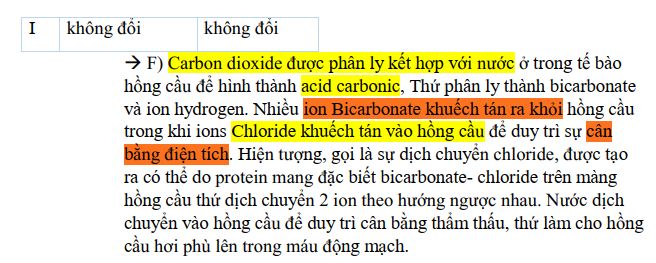 I không đổi không đổi
→ F) Carbon dioxide được phân ly kết hợp với nước ở trong tế bào
hồng cầu để hình thành acid carbonic, Thứ phân ly thành bicarbonate
và ion hydrogen. Nhiều ion Bicarbonate khuếch tán ra khỏi hồng cầu
trong khi ions Chloride khuếch tán vào hồng cầu để duy trì sự cân
bằng điện tích. Hiện tượng, gọi là sự dịch chuyển chloride, được tạo
ra có thể do protein mang đặc biết bicarbonate- chloride trên màng
hồng cầu thứ dịch chuyển 2 ion theo hướng ngược nhau. Nước dịch
chuyển vào hồng cầu để duy trì cân bằng thẩm thấu, thứ làm cho hồng
cầu hơi phù lên trong máu động mạch.